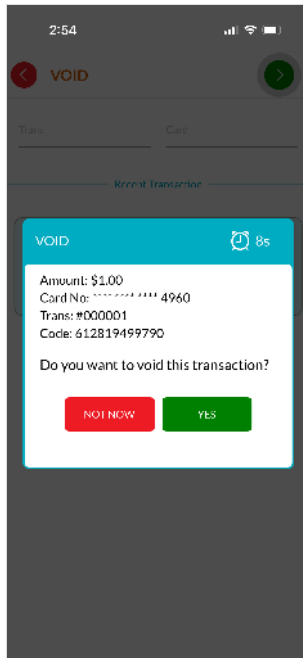 2:54
VOID
Trans Card
Recent Transaction
VOID 8s
Amount: $1.00
Card No: ************ 4960
Trans: #000001
Code: 612819499790
Do you want to void this transaction?
NOT NOW YES